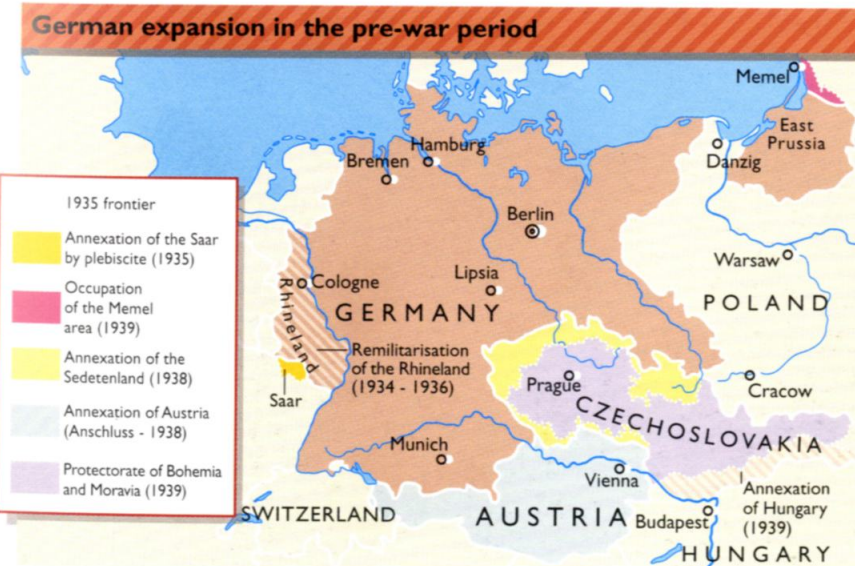 German expansion in the pre-war period
1935 frontier
Annexation of the Saar
by plebiscite (1935)
Occupation
of the Memel
area (1939)
Annexation of the
Sedetenland (1938)
Annexation of Austria
(Anschluss - 1938)
Protectorate of Bohemia
and Moravia (1939)
Memel
East
Prussia
Danzig
Hamburg
Bremen
Berlin
Warsaw
Cologne
Lipsia
Rhineland
GERMANY
POLAND
Remilitarisation
of the Rhineland
(1934 - 1936)
Saar
Prague
Cracow
CZECHOSLOVAKIA
Munich
Vienna
Annexation
of Hungary
(1939)
SWITZERLAND
AUSTRIA
Budapest
HUNGARY